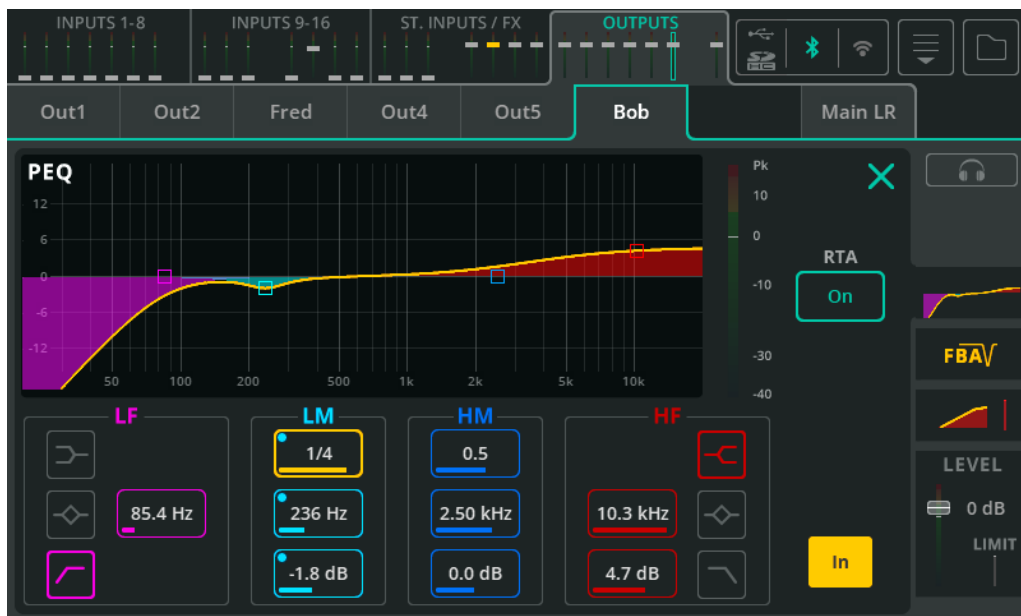 INPUTS 1-8 INPUTS 9-16 ST. INPUTS / FX OUTPUTS
Out1 Out2 Fred Out4 Out5 Bob Main LR
PEQ
Pk
12
10
6
0
0
RTA
-10
On
-6
-12
-30
50 100 200 500 1k 2k 5k 10k
-40
FBA
LF LM HM HF
1/4 0.5
LEVEL
85.4 Hz 236 Hz 2.50 kHz 10.3 kHz
0 dB
LIMIT
-1.8 dB 0.0 dB 4.7 dB
In